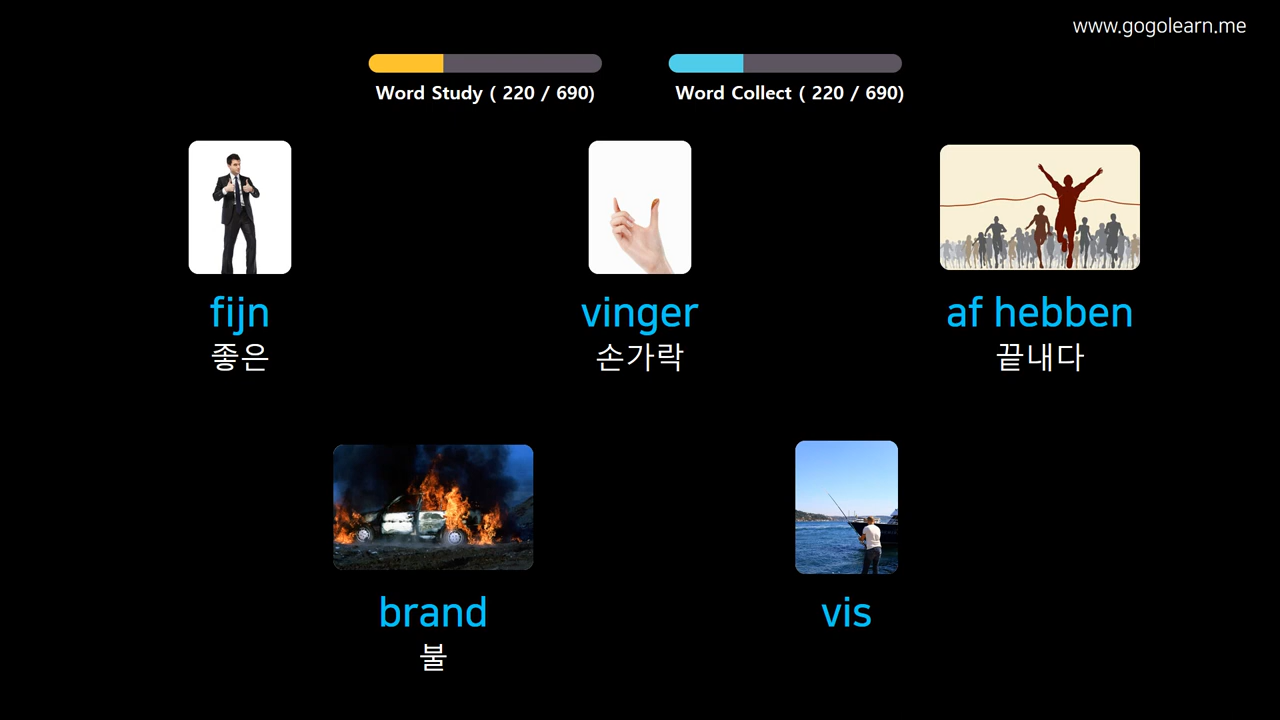 www.gogolearn.me
Word Study ( 220 / 690)
Word Collect ( 220 / 690)
fijn
좋은
vinger
손가락
af hebben
끝내다
brand
불
vis